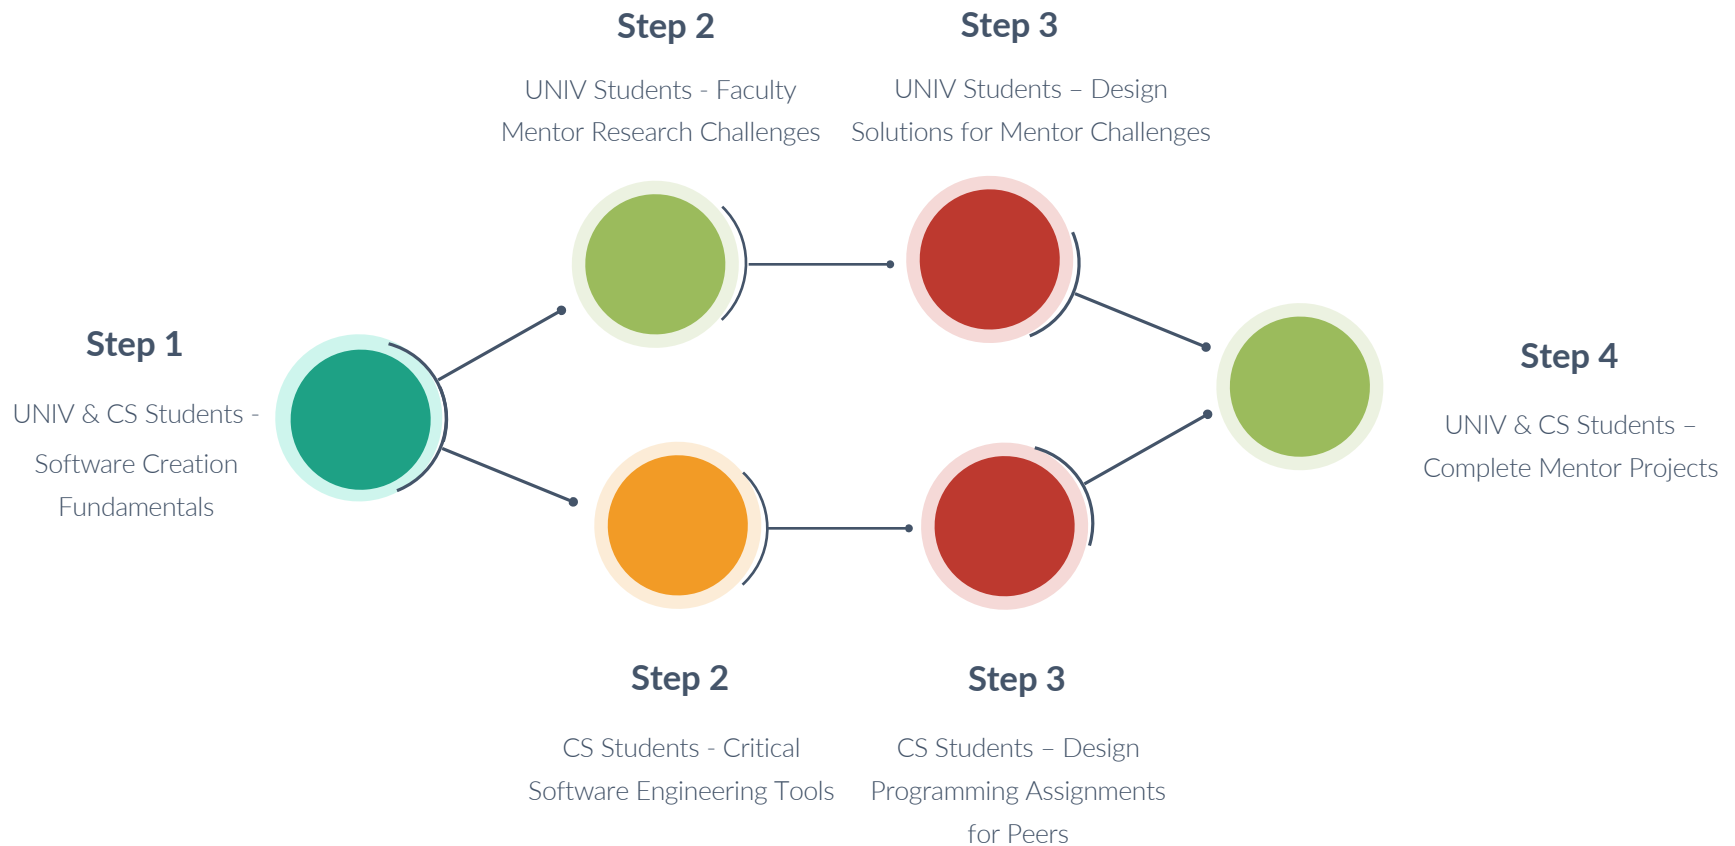 Step 1
UNIV & CS Students -
Software Creation
Fundamentals
Step 2
UNIV Students - Faculty
Mentor Research Challenges
Step 3
UNIV Students – Design
Solutions for Mentor Challenges
Step 2
CS Students - Critical
Software Engineering Tools
Step 3
CS Students – Design
Programming Assignments
for Peers
Step 4
UNIV & CS Students –
Complete Mentor Projects